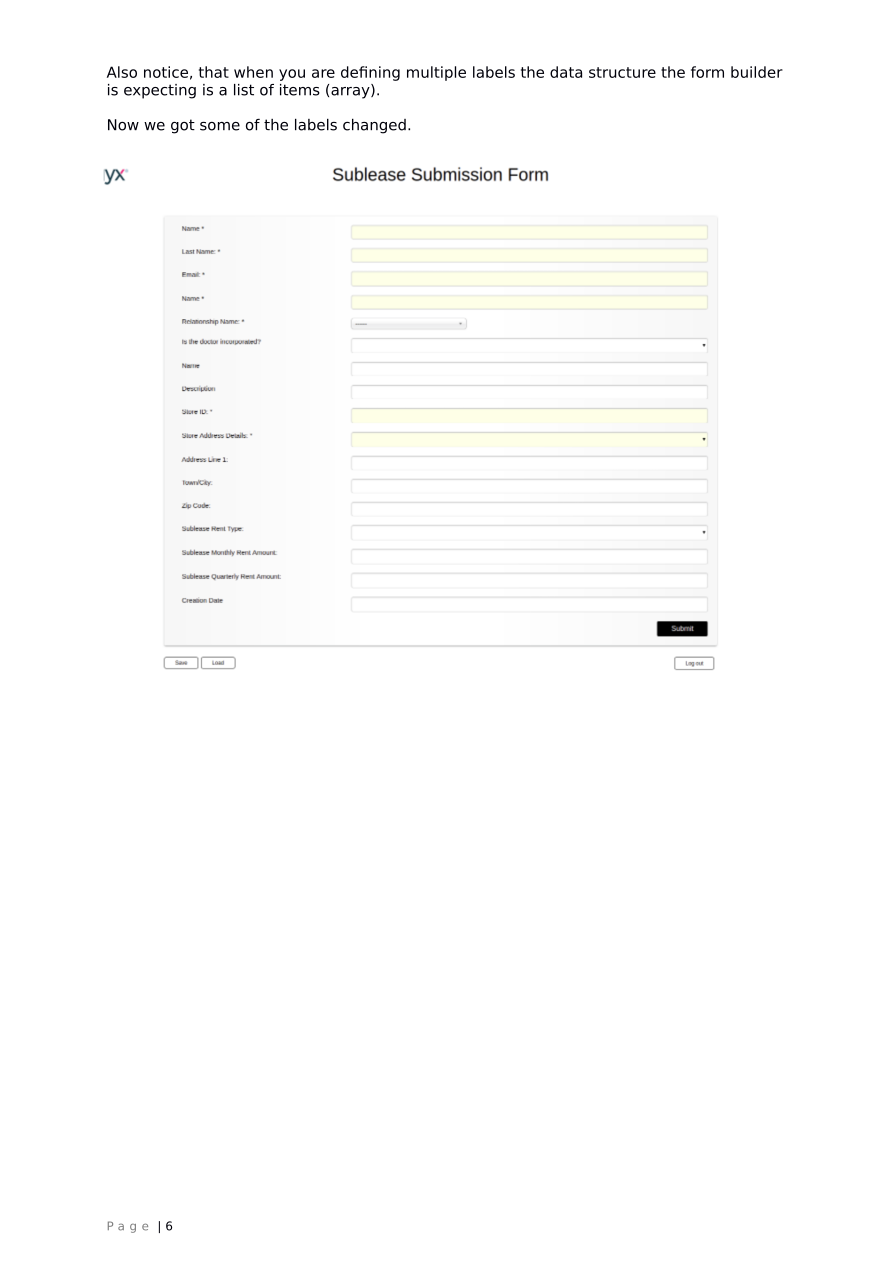 Also notice, that when you are defining multiple labels the data structure the form builder
is expecting is a list of items (array).
Now we got some of the labels changed.
yx
Sublease Submission Form
Name *
Last Name: *
Email: *
Name *
Relationship Name: *
Is the doctor incorporated?
Name
Description
Store ID: *
Store Address Details: *
Address Line 1:
Town/City:
Zip Code:
Sublease Rent Type:
Sublease Monthly Rent Amount:
Sublease Quarterly Rent Amount:
Creation Date
Submit
Save Load Log out
Page | 6